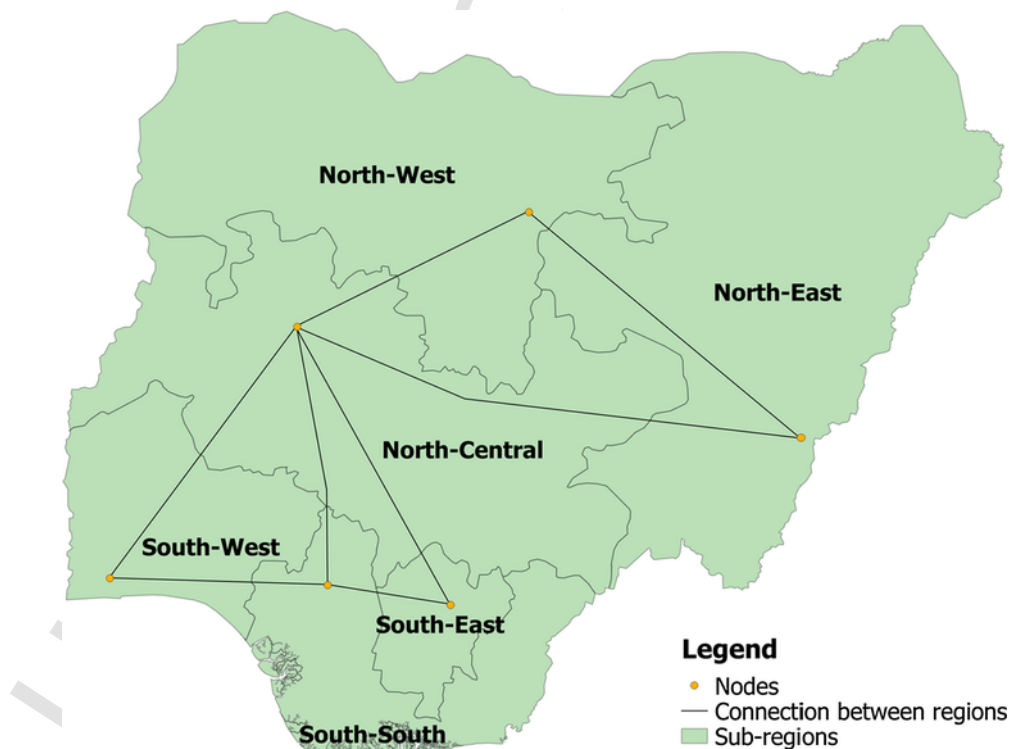 North-West
North-East
North-Central
South-West
South-East
South-South
Legend
Nodes
Connection between regions
Sub-regions